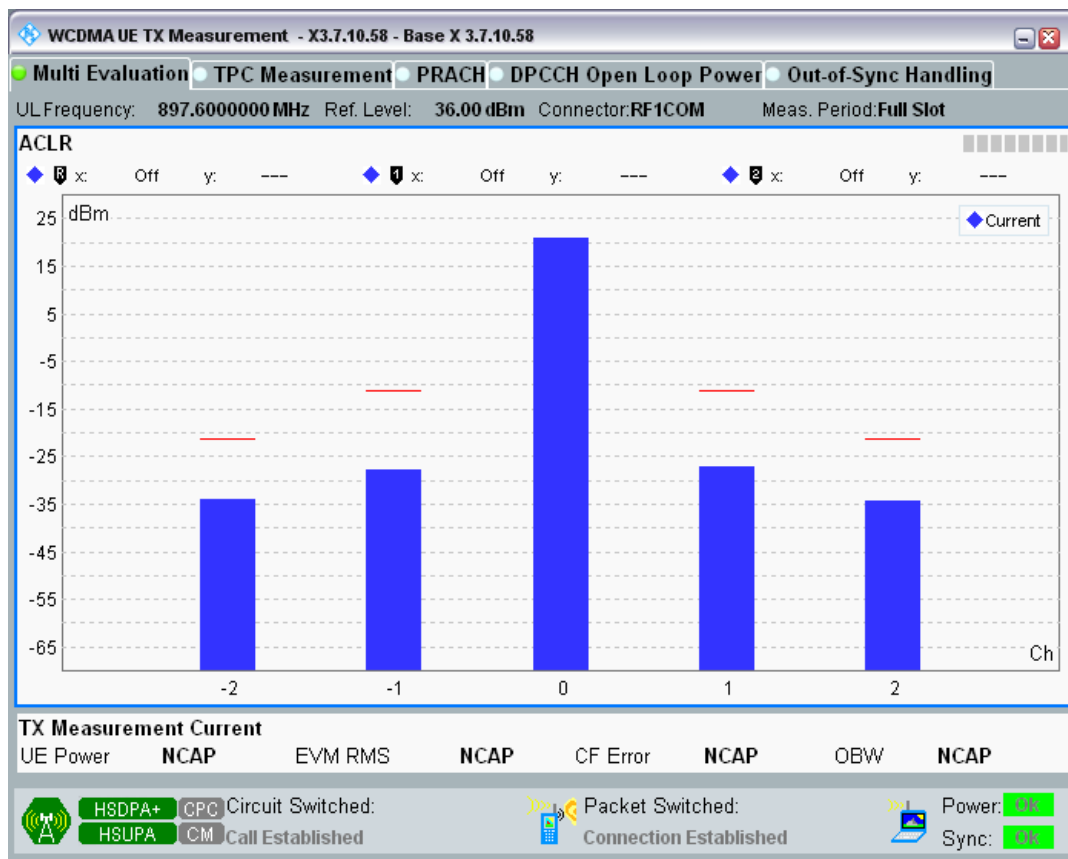 WCDMA UE TX Measurement - X3.7.10.58 - Base X 3.7.10.58
Multi Evaluation TPC Measurement PRACH DPCCH Open Loop Power Out-of-Sync Handling
UL Frequency: 897.6000000 MHz Ref. Level: 36.00 dBm Connector:RF1COM Meas. Period:Full Slot
ACLR
R x: Off y: --- 1 x: Off y: --- 2 x: Off y: ---
dBm
Current
25
15
5
-5
-15
-25
-35
-45
-55
-65
Ch
-2 -1 0 1 2
TX Measurement Current
UE Power NCAP EVM RMS NCAP CF Error NCAP OBW NCAP
HSDPA+ CPC Circuit Switched: Packet Switched: Power: OK
HSUPA CM Call Established Connection Established Sync: OK